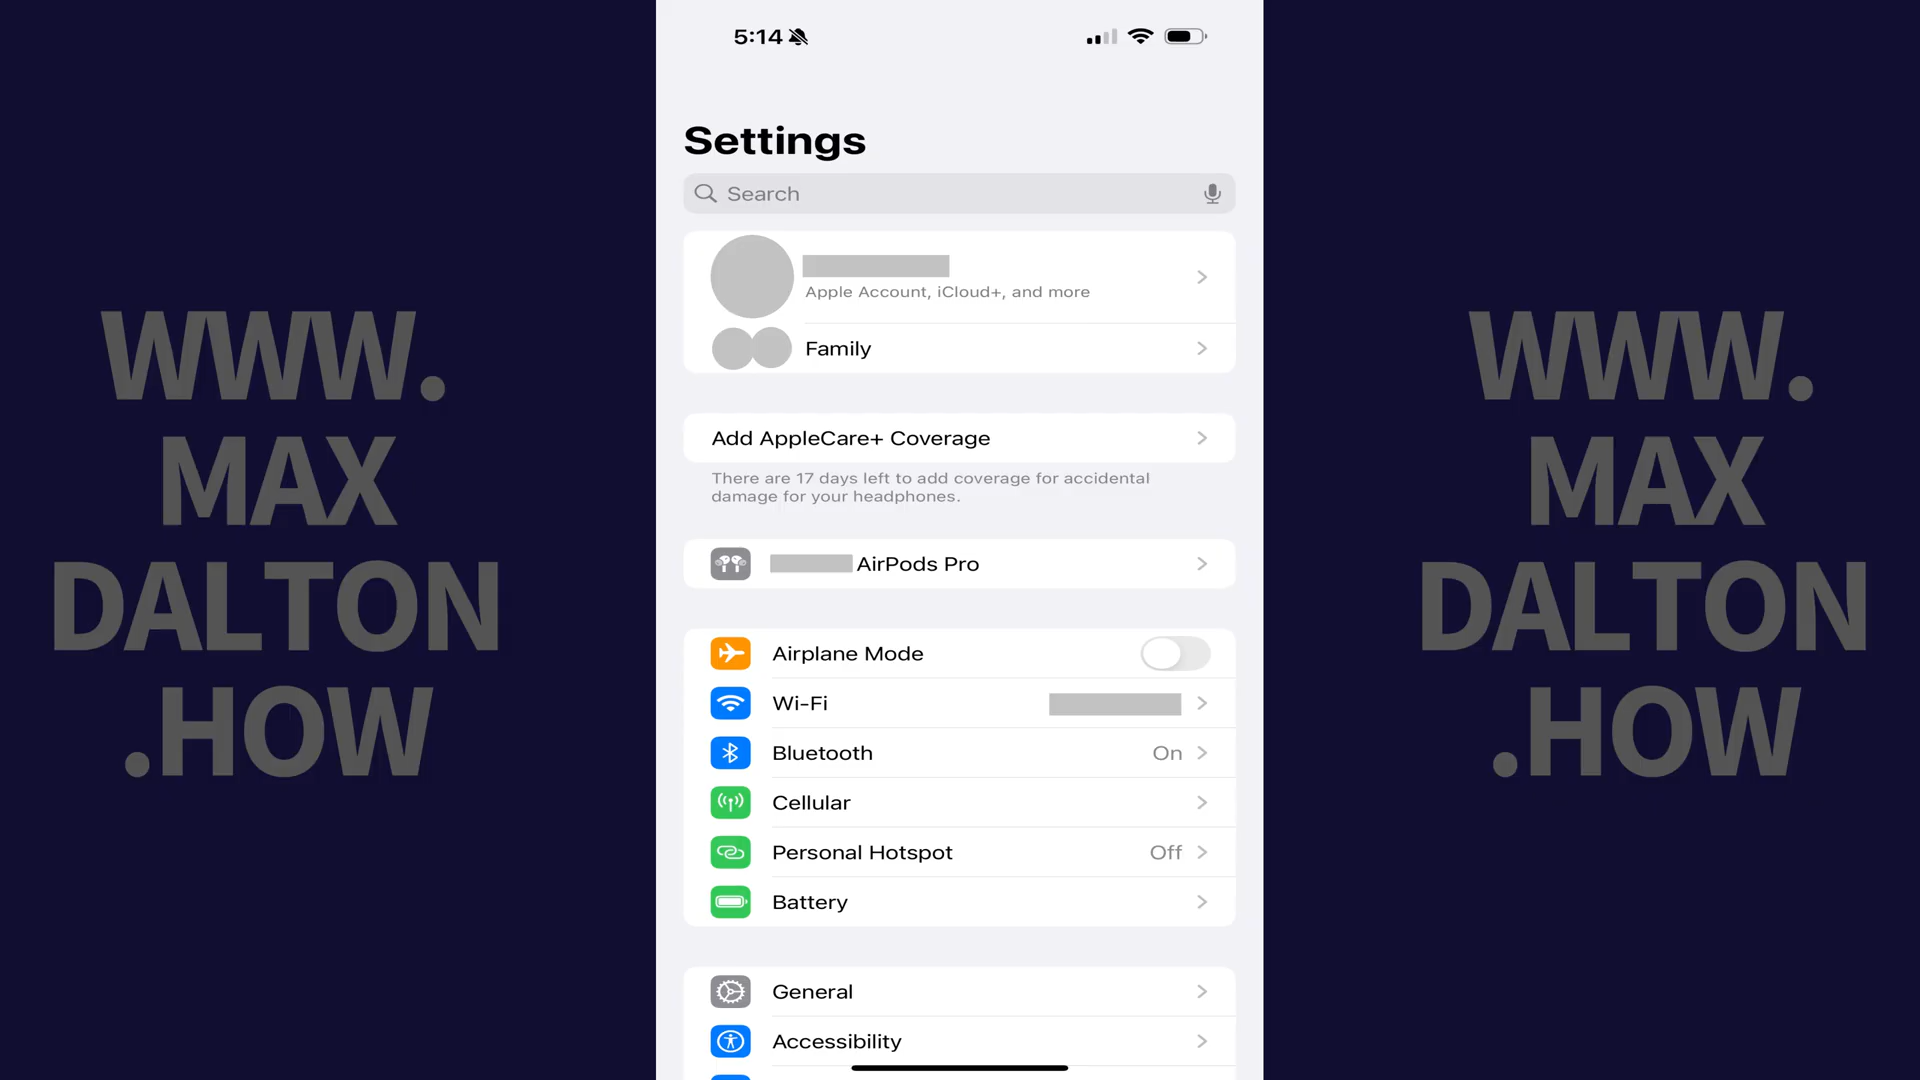 WWW.
MAX
DALTON
.HOW
5:14
Settings
Search
Apple Account, iCloud+, and more
Family
Add AppleCare+ Coverage
There are 17 days left to add coverage for accidental
damage for your headphones.
AirPods Pro
Airplane Mode
Wi-Fi
Bluetooth On
Cellular
Personal Hotspot Off
Battery
General
Accessibility
WWW.
MAX
DALTON
.HOW